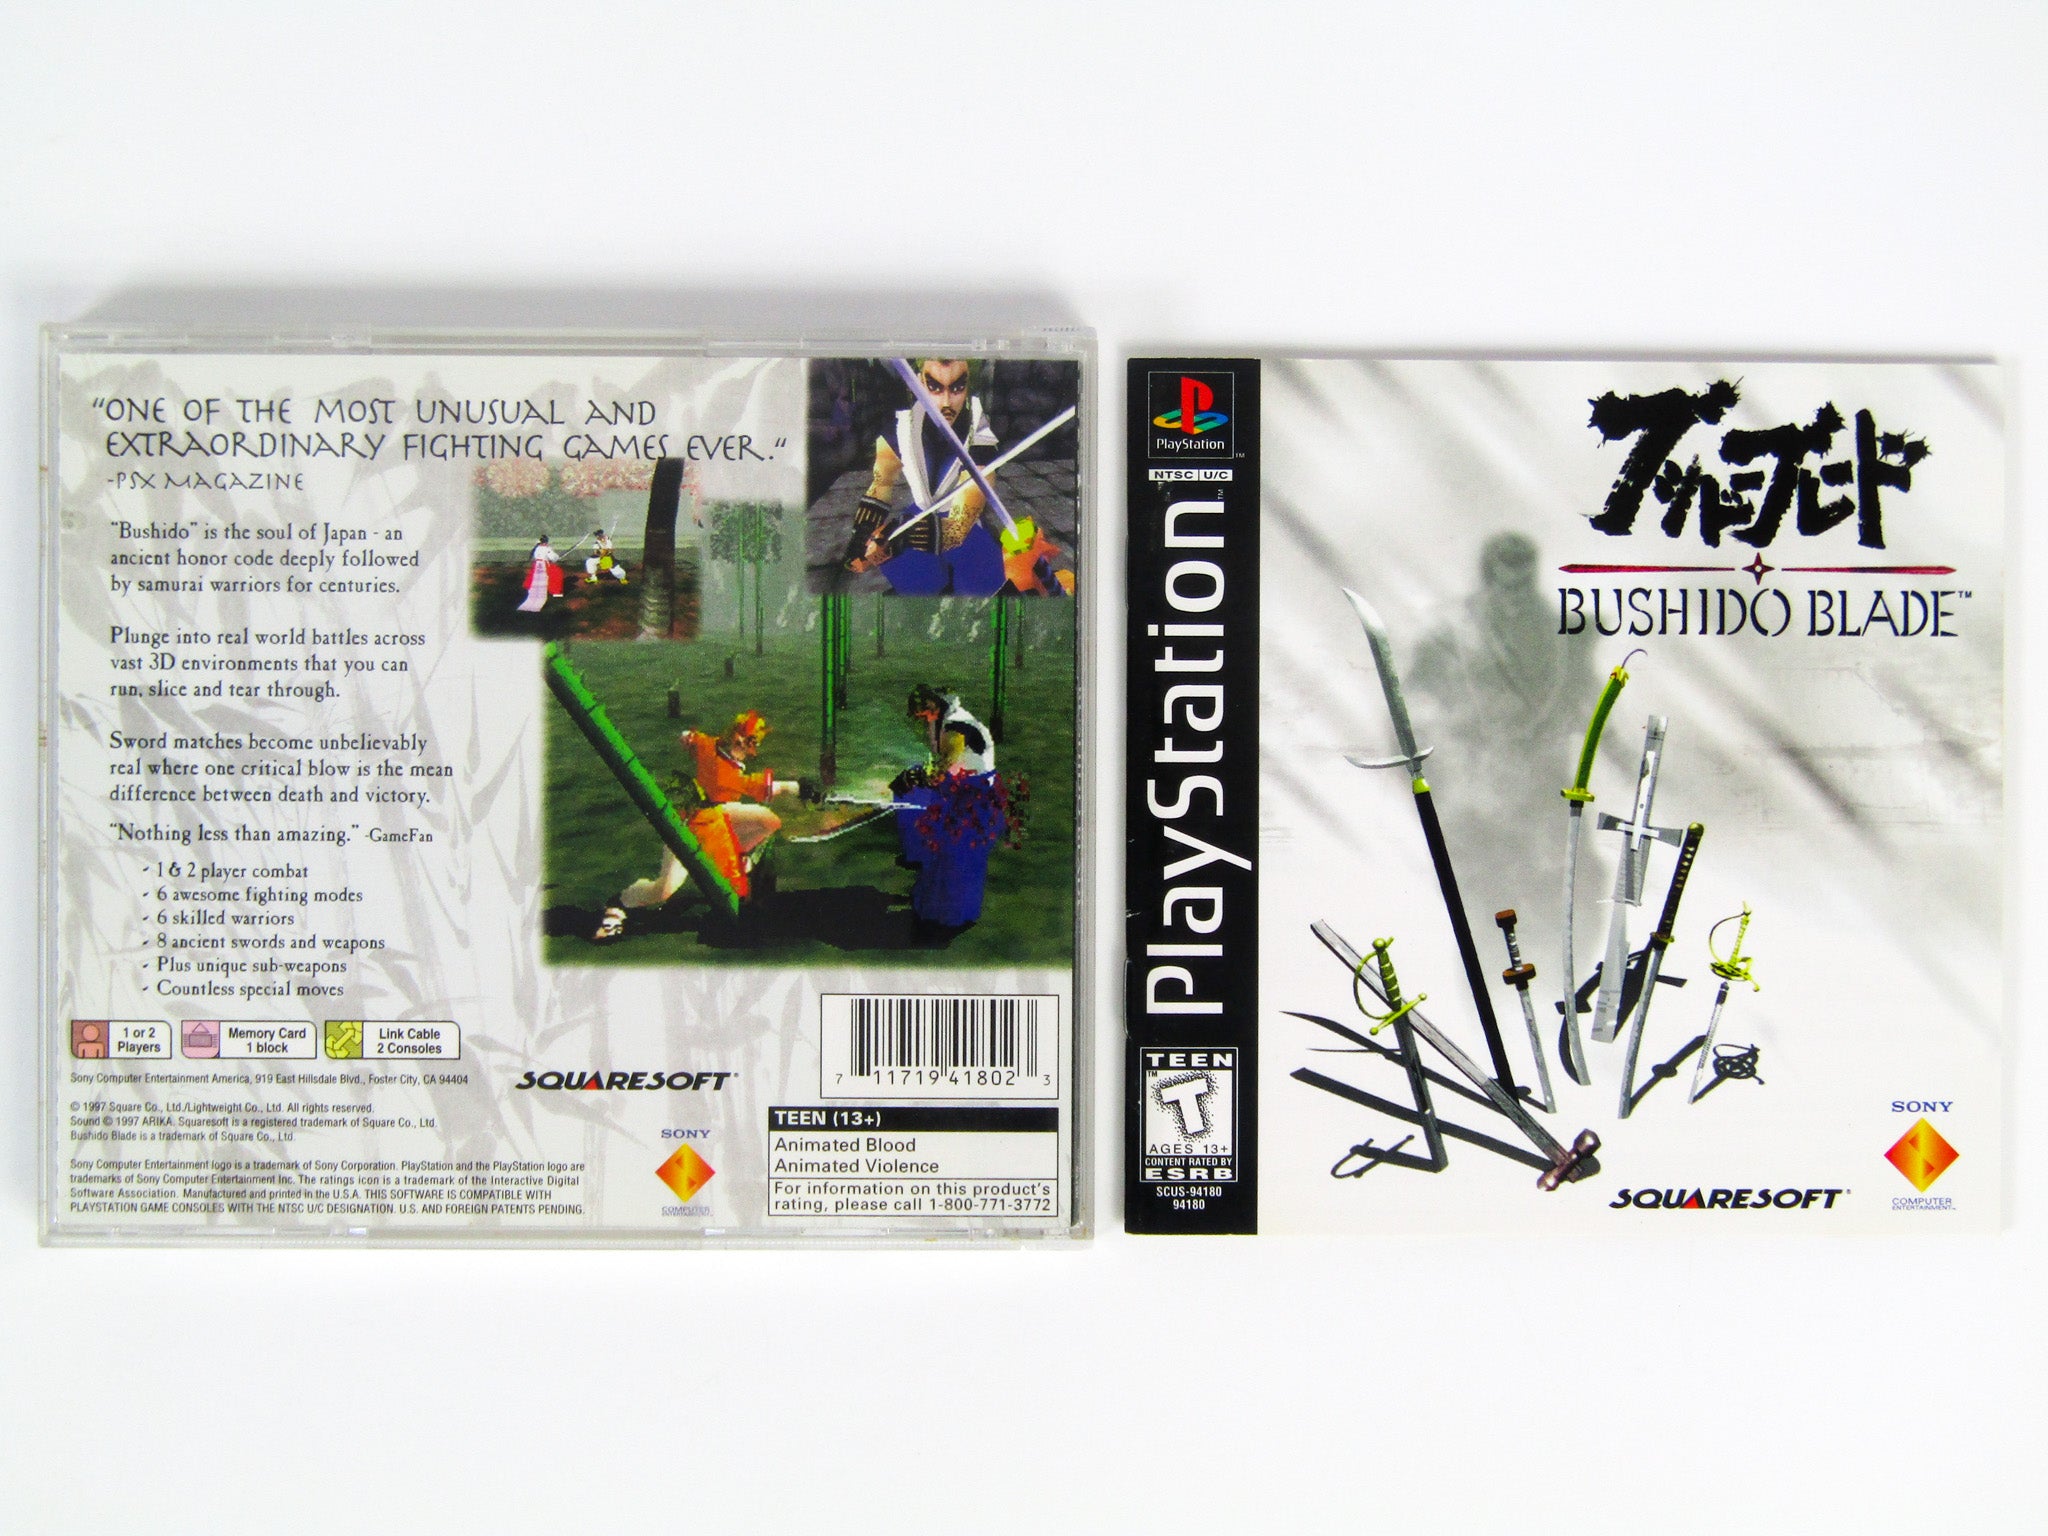 “ONE OF THE MOST UNUSUAL AND
EXTRAORDINARY FIGHTING GAMES EVER.“
-PSX MAGAZINE
“Bushido” is the soul of Japan - an
ancient honor code deeply followed
by samurai warriors for centuries.
Plunge into real world battles across
vast 3D environments that you can
run, slice and tear through.
Sword matches become unbelievably
real where one critical blow is the mean
difference between death and victory.
“Nothing less than amazing.” -GameFan
- 1 & 2 player combat
- 6 awesome fighting modes
- 6 skilled warriors
- 8 ancient swords and weapons
- Plus unique sub-weapons
- Countless special moves
1 or 2
Players
Memory Card
1 block
Link Cable
2 Consoles
Sony Computer Entertainment America, 919 East Hillsdale Blvd., Foster City, CA 94404
© 1997 Square Co., Ltd./Lightweight Co., Ltd. All rights reserved.
Sound © 1997 ARIKA. Squaresoft is a registered trademark of Square Co., Ltd.
Bushido Blade is a trademark of Square Co., Ltd.
Sony Computer Entertainment logo is a trademark of Sony Corporation. PlayStation and the PlayStation logo are
trademarks of Sony Computer Entertainment Inc. The ratings icon is a trademark of the Interactive Digital
Software Association. Manufactured and printed in the U.S.A. THIS SOFTWARE IS COMPATIBLE WITH
PLAYSTATION GAME CONSOLES WITH THE NTSC U/C DESIGNATION. U.S. AND FOREIGN PATENTS PENDING.
SQUARESOFT®
SONY
COMPUTER
ENTERTAINMENT
7 11719 41802 3
TEEN (13+)
Animated Blood
Animated Violence
For information on this product's
rating, please call 1-800-771-3772
PlayStation
TM
NTSC U/C
PlayStation™
TEEN
TM
T
AGES 13+
CONTENT RATED BY
ESRB
SCUS-94180
94180
ブシドーブレード
BUSHIDO BLADE™
SONY
COMPUTER
ENTERTAINMENT™
SQUARESOFT®